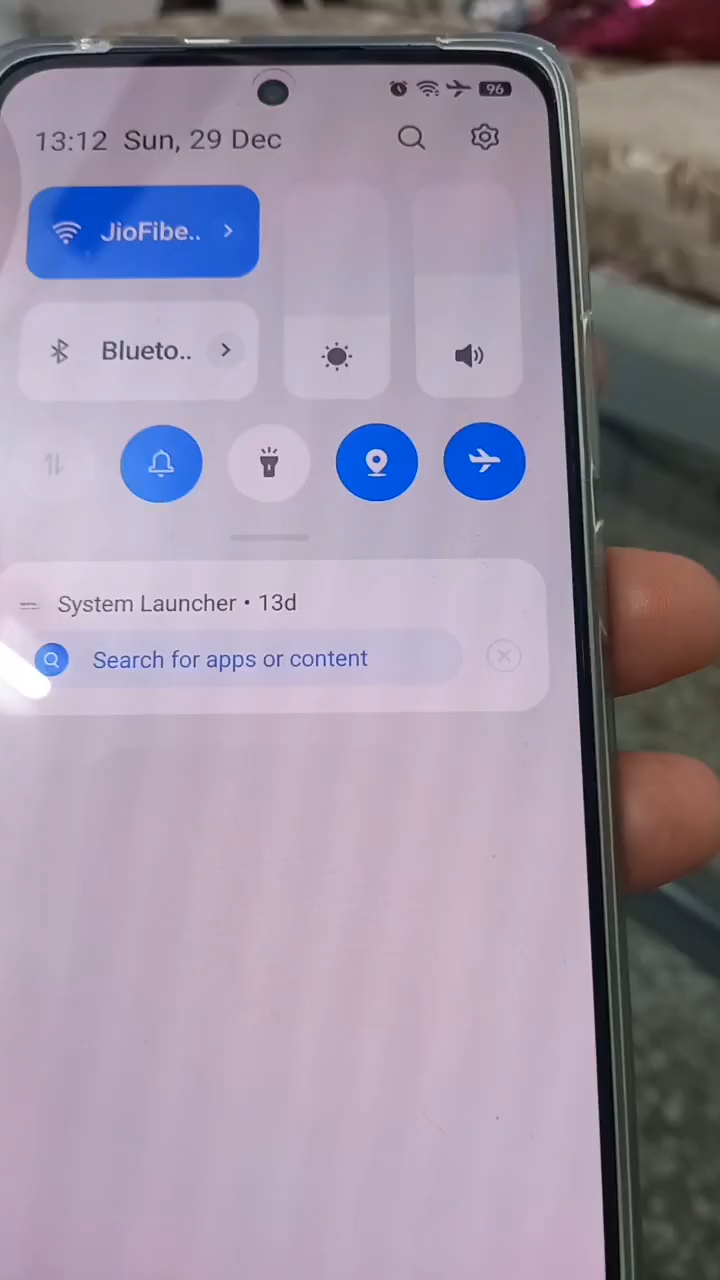 96
13:12 Sun, 29 Dec
JioFibe..
Blueto..
System Launcher • 13d
Search for apps or content